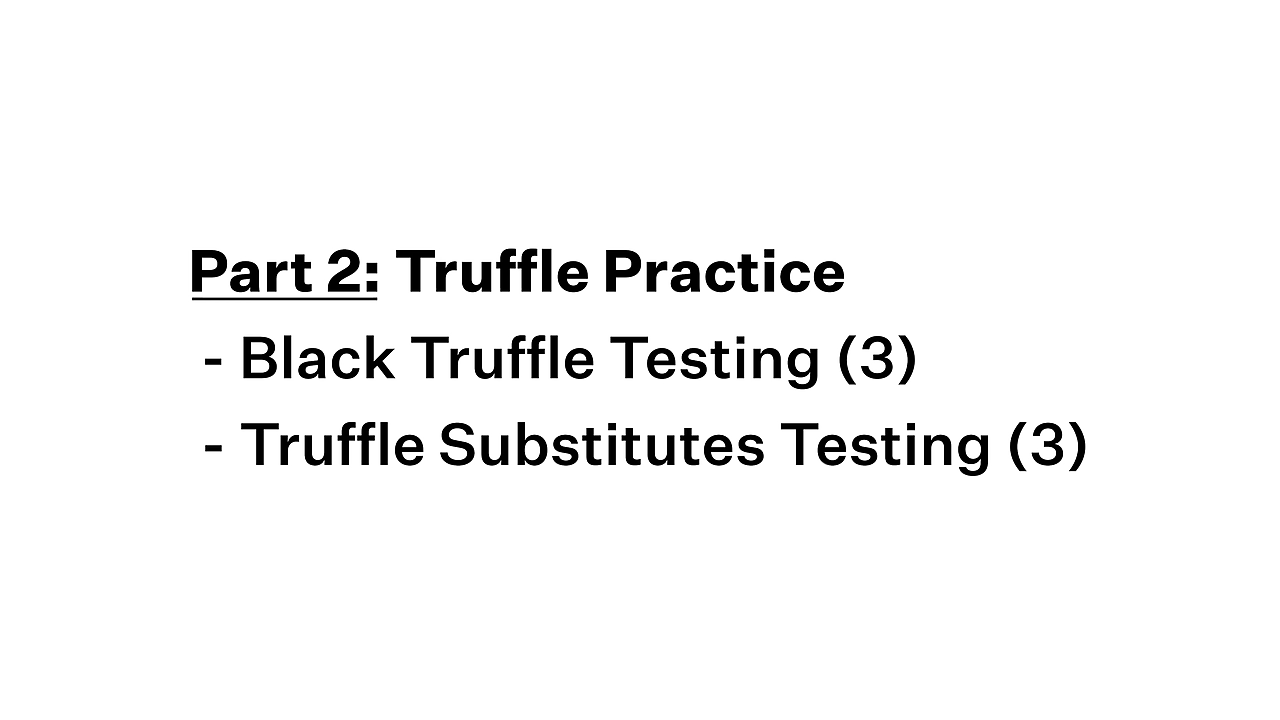 Part 2: Truffle Practice
- Black Truffle Testing (3)
- Truffle Substitutes Testing (3)